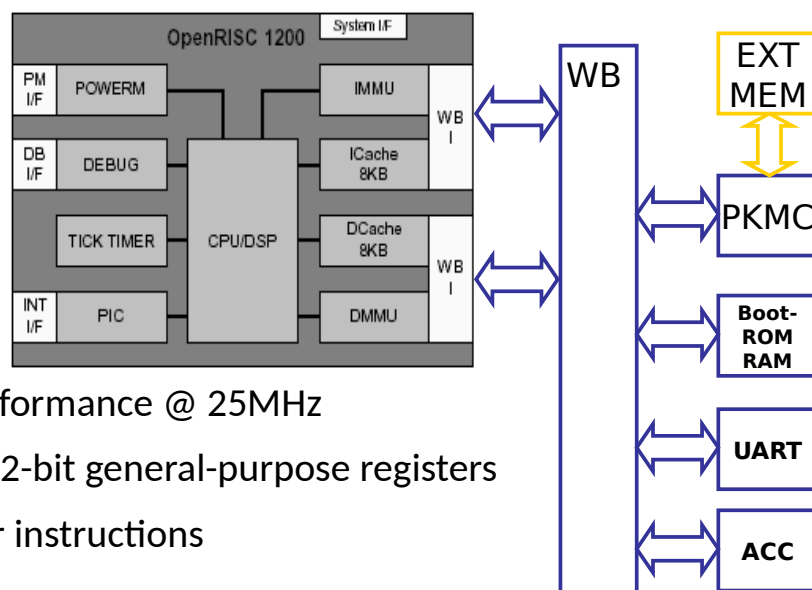 OpenRISC 1200
System I/F
PM
I/F
POWERM
IMMU
WB
I
DB
I/F
DEBUG
ICache
8KB
TICK TIMER
CPU/DSP
DCache
8KB
WB
I
INT
I/F
PIC
DMMU
WB
EXT
MEM
PKMC
Boot-
ROM
RAM
UART
ACC
formance @ 25MHz
2-bit general-purpose registers
r instructions